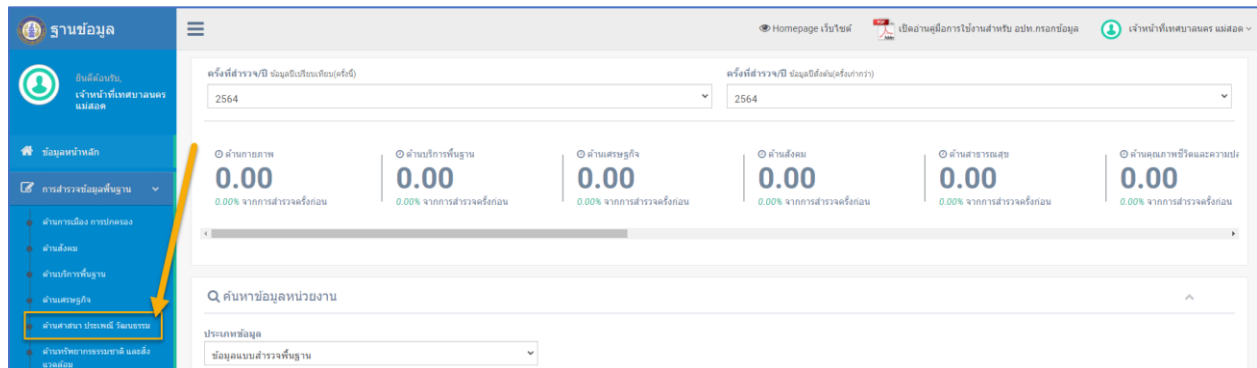 ฐานข้อมูล
Homepage เว็บไซต์
เปิดอ่านคู่มือการใช้งานสำหรับ อปท.กรอกข้อมูล
เจ้าหน้าที่เทศบาลนคร แม่สอด
ยินดีต้อนรับ,
เจ้าหน้าที่เทศบาลนคร
แม่สอด
ข้อมูลหน้าหลัก
การสำรวจข้อมูลพื้นฐาน
ด้านการเมือง การปกครอง
ด้านสังคม
ด้านบริการพื้นฐาน
ด้านเศรษฐกิจ
ด้านศาสนา ประเพณี วัฒนธรรม
ด้านทรัพยากรธรรมชาติ และสิ่ง
แวดล้อม
ครั้งที่สำรวจ/ปี ข้อมูลปีเปรียบเทียบ(ครั้งนี้)
2564
ครั้งที่สำรวจ/ปี ข้อมูลปีตั้งต้น(ครั้งเก่ากว่า)
2564
ด้านกายภาพ
0.00
0.00% จากการสำรวจครั้งก่อน
ด้านบริการพื้นฐาน
0.00
0.00% จากการสำรวจครั้งก่อน
ด้านเศรษฐกิจ
0.00
0.00% จากการสำรวจครั้งก่อน
ด้านสังคม
0.00
0.00% จากการสำรวจครั้งก่อน
ด้านสาธารณสุข
0.00
0.00% จากการสำรวจครั้งก่อน
ด้านคุณภาพชีวิตและความปล
0.00
0.00% จากการสำรวจครั้งก่อน
ค้นหาข้อมูลหน่วยงาน
ประเภทข้อมูล
ข้อมูลแบบสำรวจพื้นฐาน